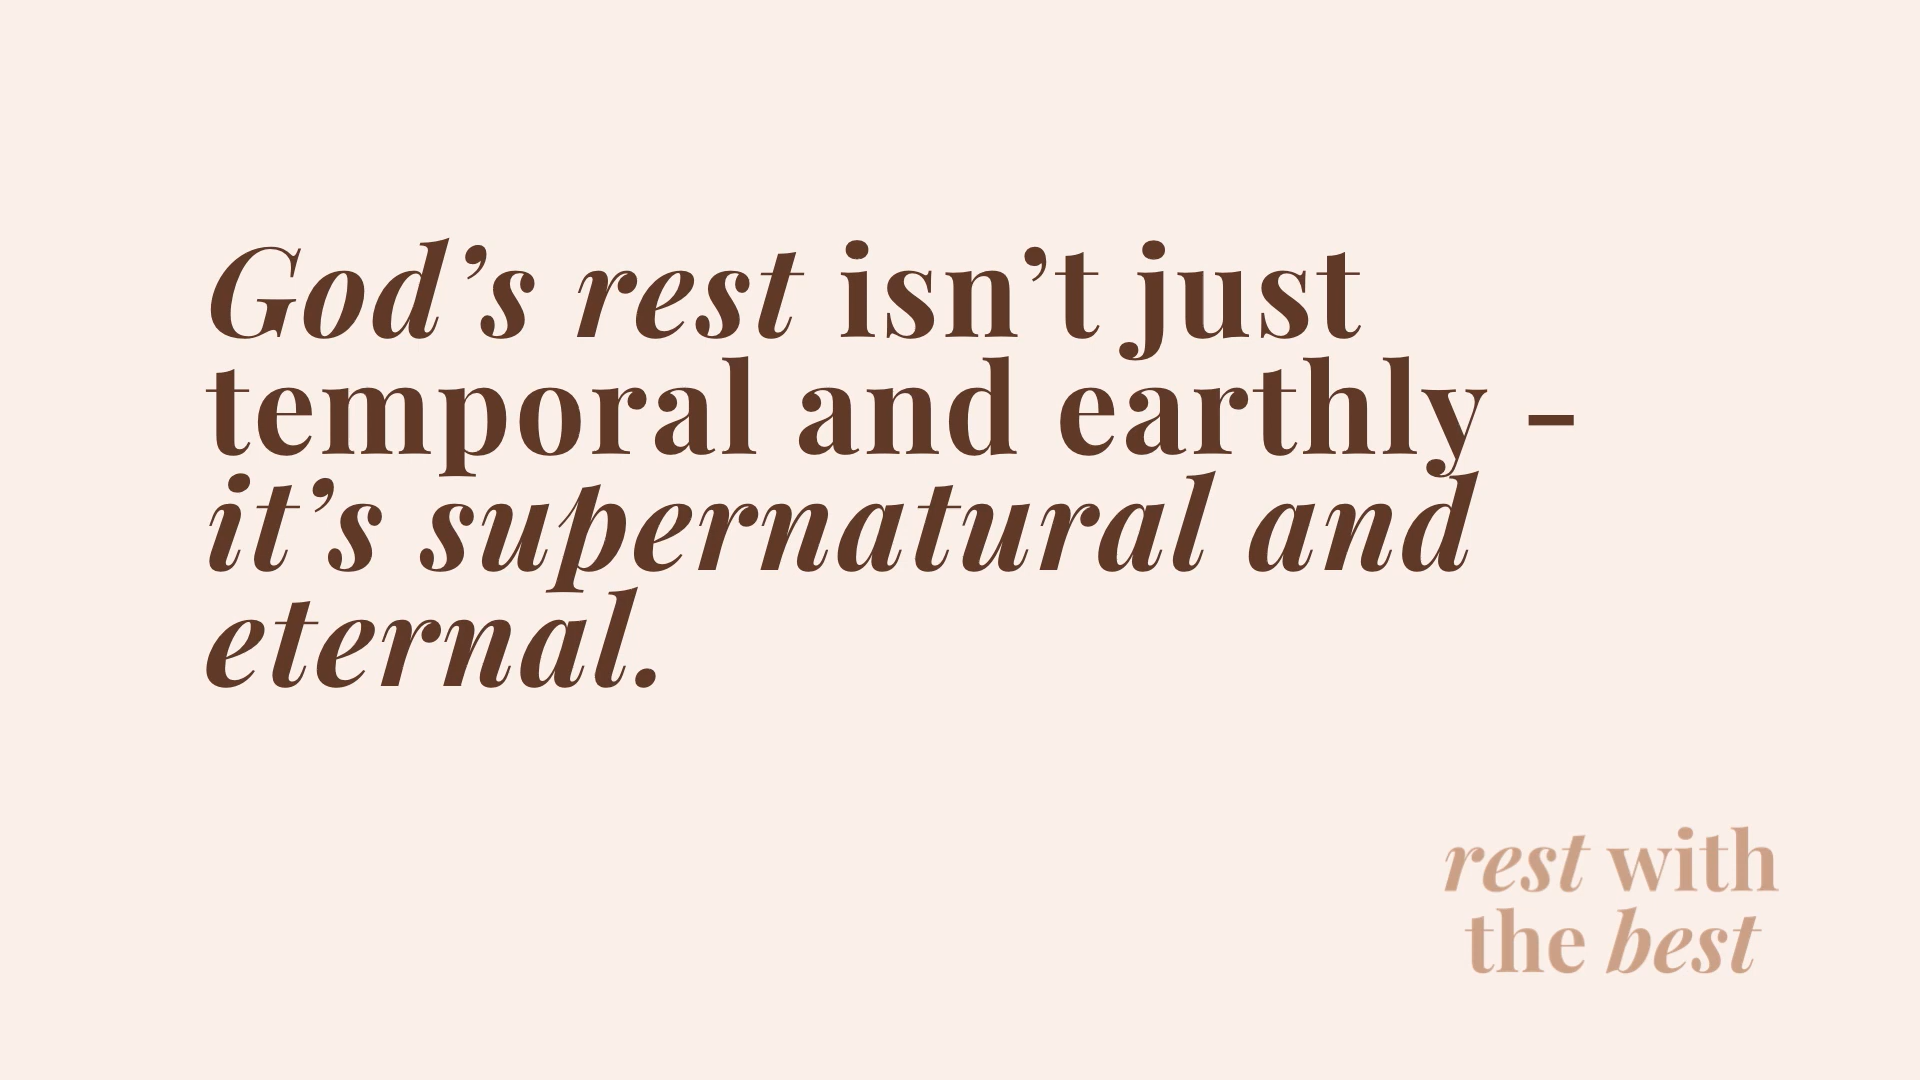 God’s rest isn’t just
temporal and earthly -
it’s supernatural and
eternal.
rest with
the best